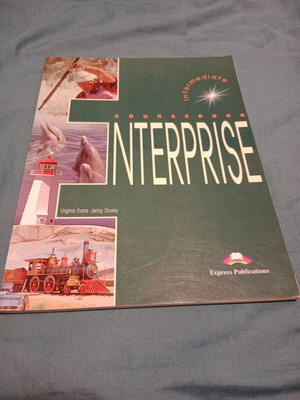 Intermediate
COURSEBOOK
ENTERPRISE
Virginia Evans - Jenny Dooley
Express Publications